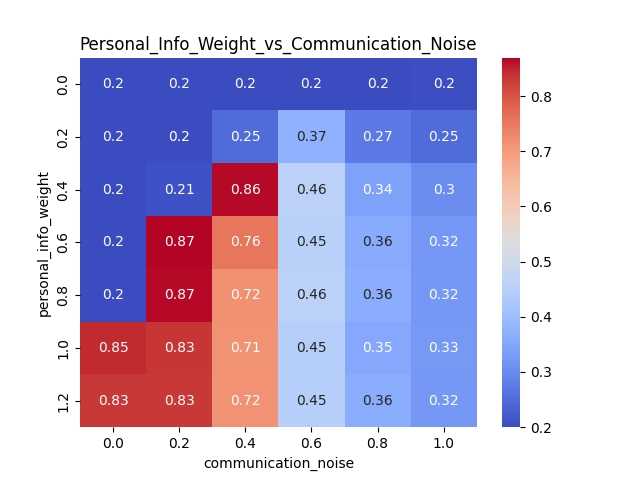 Personal_Info_Weight_vs_Communication_Noise
personal_info_weight
0.0 0.2 0.2 0.2 0.2 0.2 0.2
0.2 0.2 0.2 0.25 0.37 0.27 0.25
0.4 0.2 0.21 0.86 0.46 0.34 0.3
0.6 0.2 0.87 0.76 0.45 0.36 0.32
0.8 0.2 0.87 0.72 0.46 0.36 0.32
1.0 0.85 0.83 0.71 0.45 0.35 0.33
1.2 0.83 0.83 0.72 0.45 0.36 0.32
0.0 0.2 0.4 0.6 0.8 1.0
communication_noise
0.8
0.7
0.6
0.5
0.4
0.3
0.2